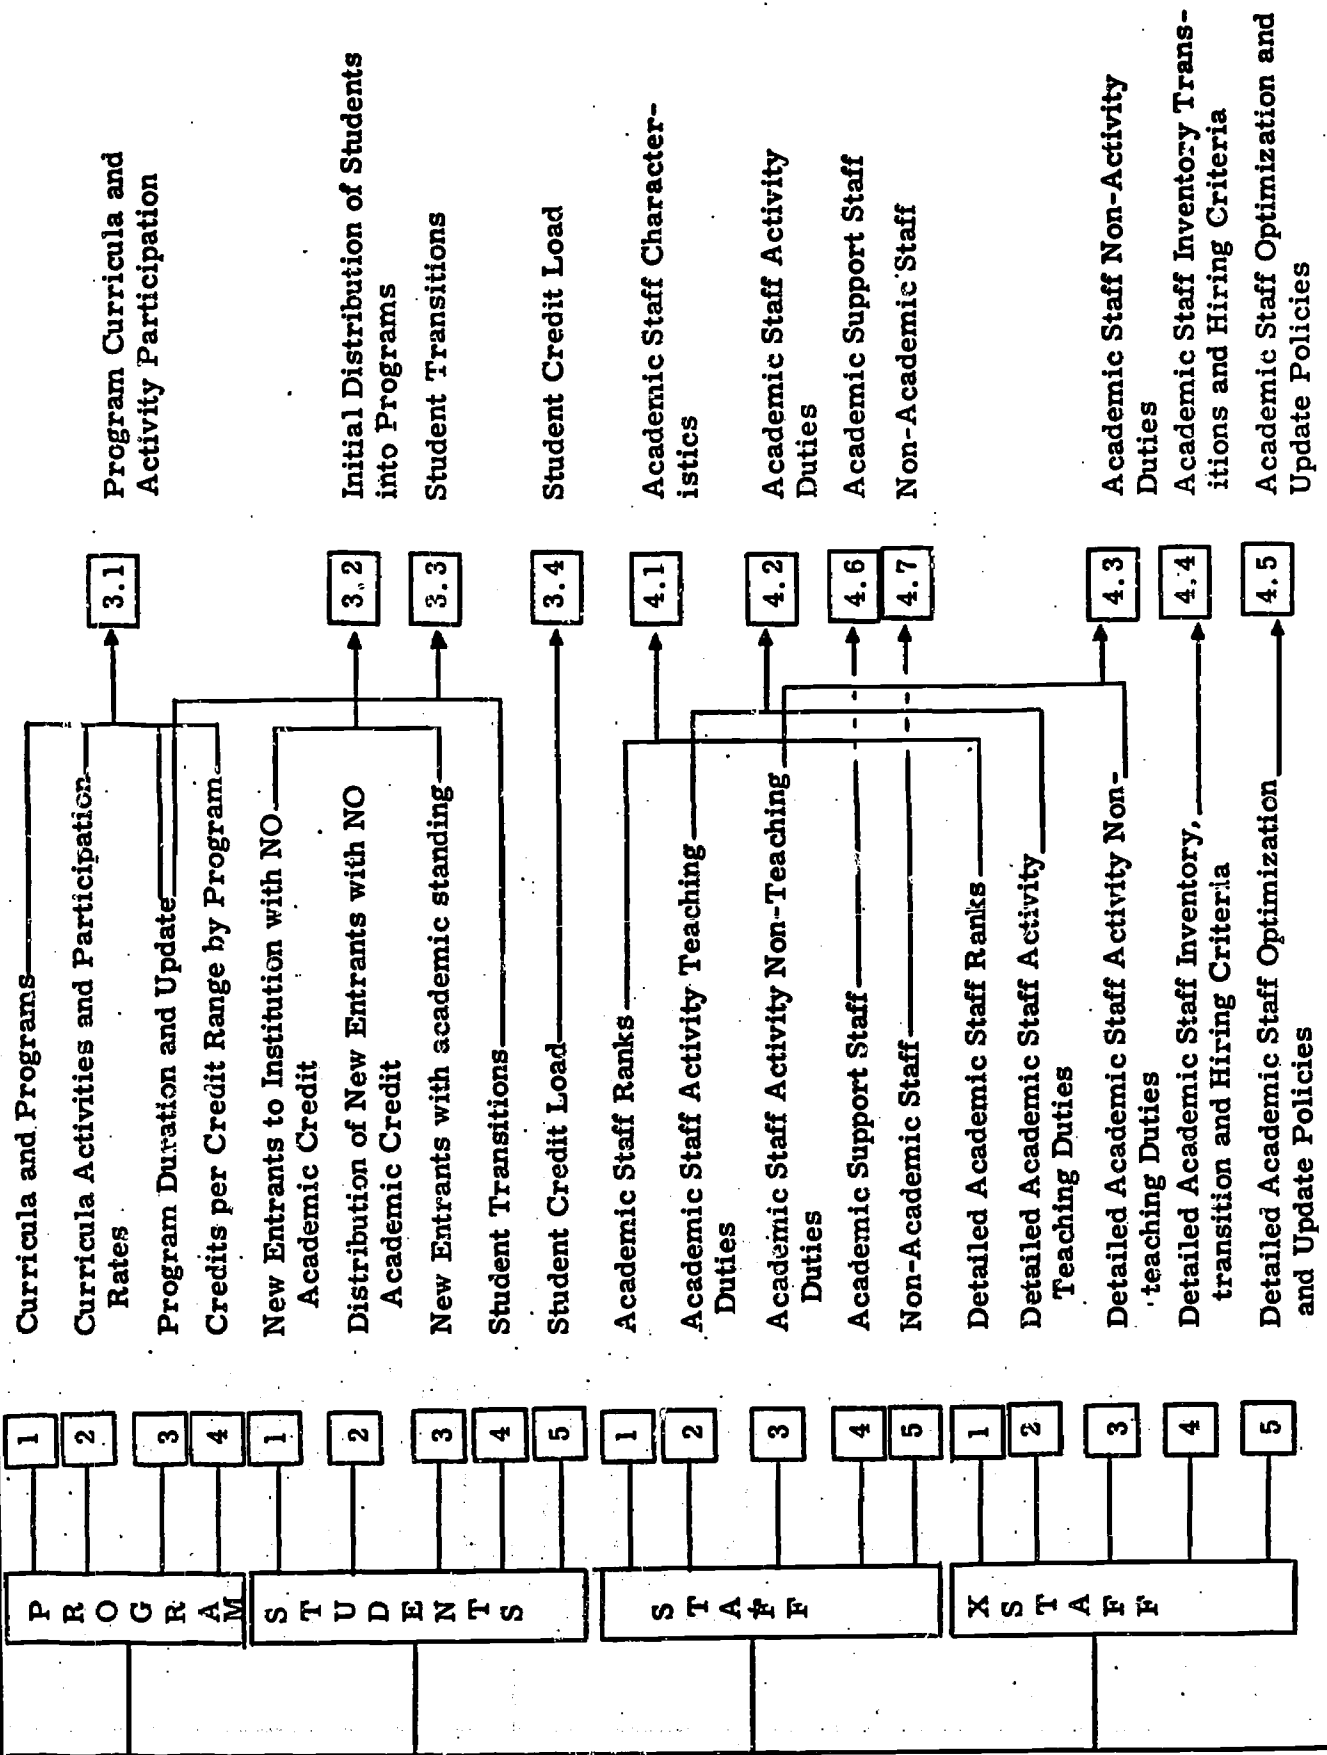 PROGRAM
1
Curricula and Programs
2
Curricula Activities and Participation
Rates
3
Program Duration and Update
4
Credits per Credit Range by Program
3.1
Program Curricula and
Activity Participation
STUDENTS
1
New Entrants to Institution with NO
Academic Credit
2
Distribution of New Entrants with NO
Academic Credit
3
New Entrants with academic standing
4
Student Transitions
5
Student Credit Load
3.2
Initial Distribution of Students
into Programs
3.3
Student Transitions
3.4
Student Credit Load
STAFF
1
Academic Staff Ranks
2
Academic Staff Activity Teaching
Duties
3
Academic Staff Activity Non-Teaching
Duties
4
Academic Support Staff
5
Non-Academic Staff
4.1
Academic Staff Character-
istics
4.2
Academic Staff Activity
Duties
4.6
Academic Support Staff
4.7
Non-Academic Staff
XSTAFF
1
Detailed Academic Staff Ranks
2
Detailed Academic Staff Activity
Teaching Duties
3
Detailed Academic Staff Activity Non-
teaching Duties
4
Detailed Academic Staff Inventory,
transition and Hiring Criteria
5
Detailed Academic Staff Optimization
and Update Policies
4.3
Academic Staff Non-Activity
Duties
4.4
Academic Staff Inventory Trans-
itions and Hiring Criteria
4.5
Academic Staff Optimization and
Update Policies